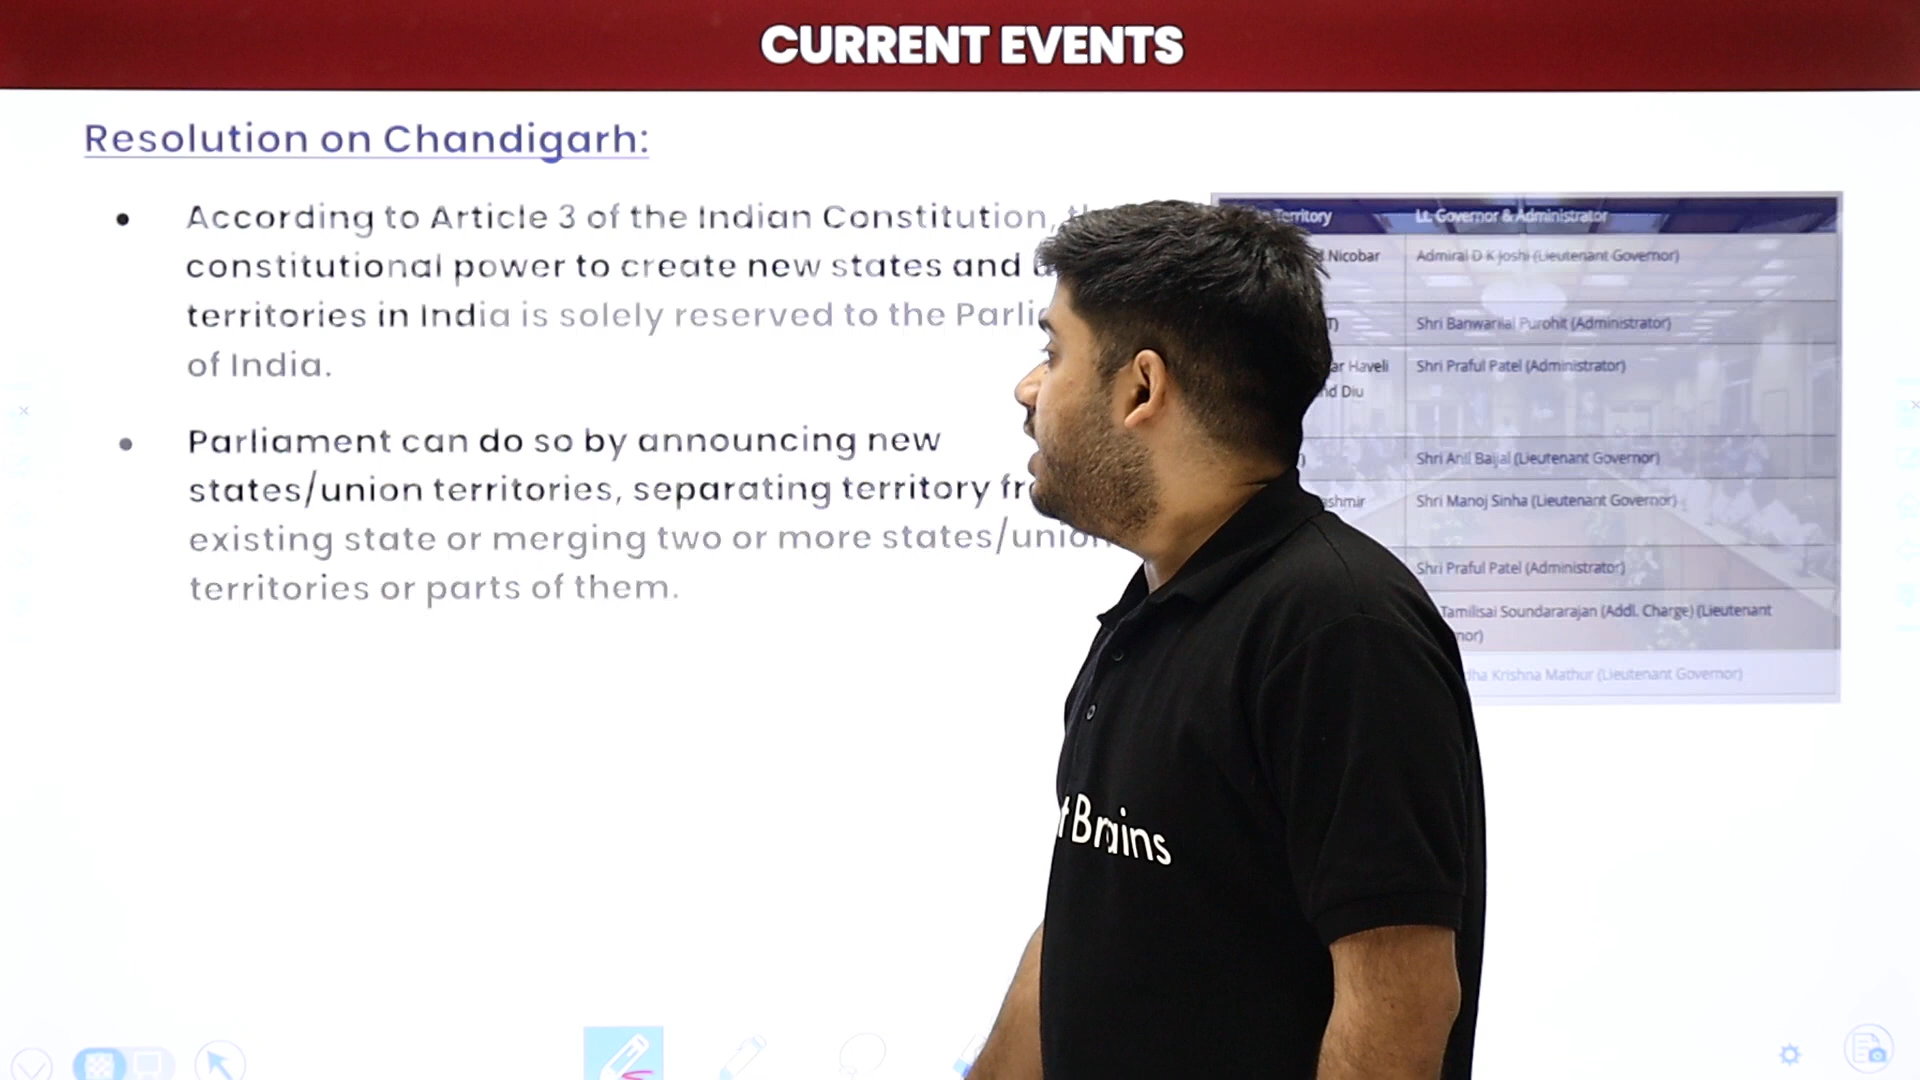 CURRENT EVENTS
Resolution on Chandigarh:
• According to Article 3 of the Indian Constitution,
constitutional power to create new states and
territories in India is solely reserved to the
of India.
• Parliament can do so by announcing new
states/union territories, separating territory
existing state or merging two or more states/union
territories or parts of them.
Territory Lt. Governor & Administrator
Nicobar Admiral D K Joshi (Lieutenant Governor)
Shri Banwarilal Purohit (Administrator)
Haveli Shri Praful Patel (Administrator)
Diu
Shri Anil Baijal (Lieutenant Governor)
Shri Manoj Sinha (Lieutenant Governor)
Shri Praful Patel (Administrator)
Tamilisai Soundararajan (Addl. Charge) (Lieutenant
Krishna Mathur (Lieutenant Governor)
Brains